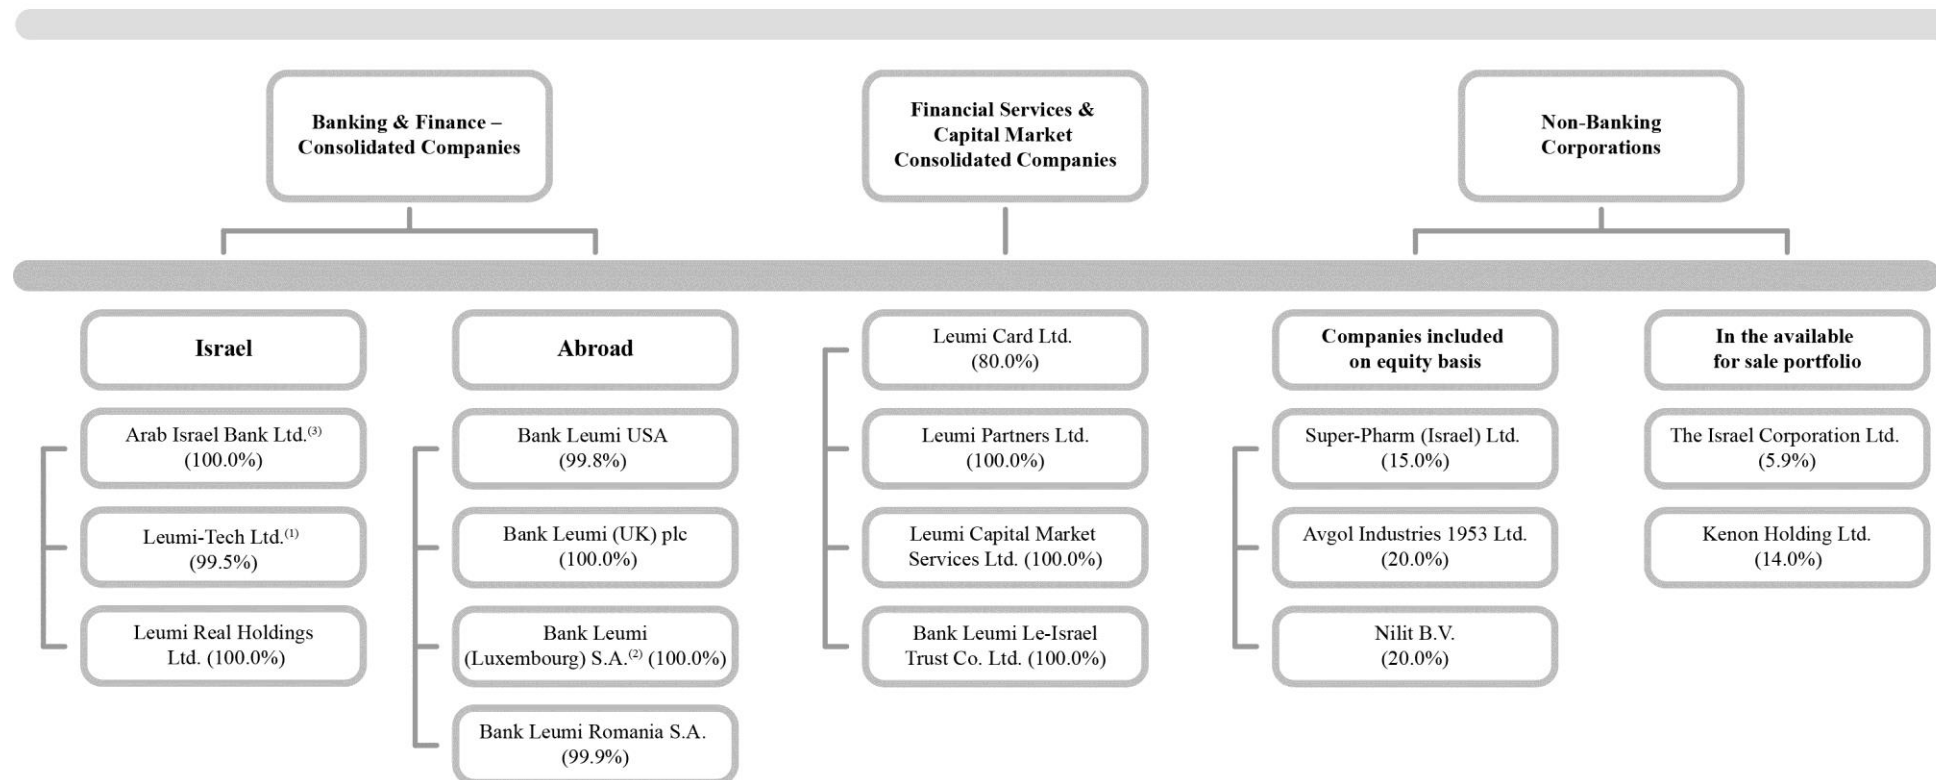 Banking & Finance –
Consolidated Companies
Financial Services &
Capital Market
Consolidated Companies
Non-Banking
Corporations
Israel
Arab Israel Bank Ltd.(3)
(100.0%)
Leumi-Tech Ltd.(1)
(99.5%)
Leumi Real Holdings
Ltd. (100.0%)
Abroad
Bank Leumi USA
(99.8%)
Bank Leumi (UK) plc
(100.0%)
Bank Leumi
(Luxembourg) S.A.(2) (100.0%)
Bank Leumi Romania S.A.
(99.9%)
Leumi Card Ltd.
(80.0%)
Leumi Partners Ltd.
(100.0%)
Leumi Capital Market
Services Ltd. (100.0%)
Bank Leumi Le-Israel
Trust Co. Ltd. (100.0%)
Companies included
on equity basis
Super-Pharm (Israel) Ltd.
(15.0%)
Avgol Industries 1953 Ltd.
(20.0%)
Nilit B.V.
(20.0%)
In the available
for sale portfolio
The Israel Corporation Ltd.
(5.9%)
Kenon Holding Ltd.
(14.0%)